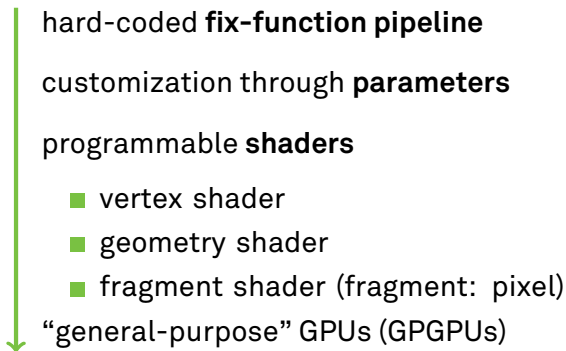 hard-coded fix-function pipeline
customization through parameters
programmable shaders
vertex shader
geometry shader
fragment shader (fragment: pixel)
“general-purpose” GPUs (GPGPUs)